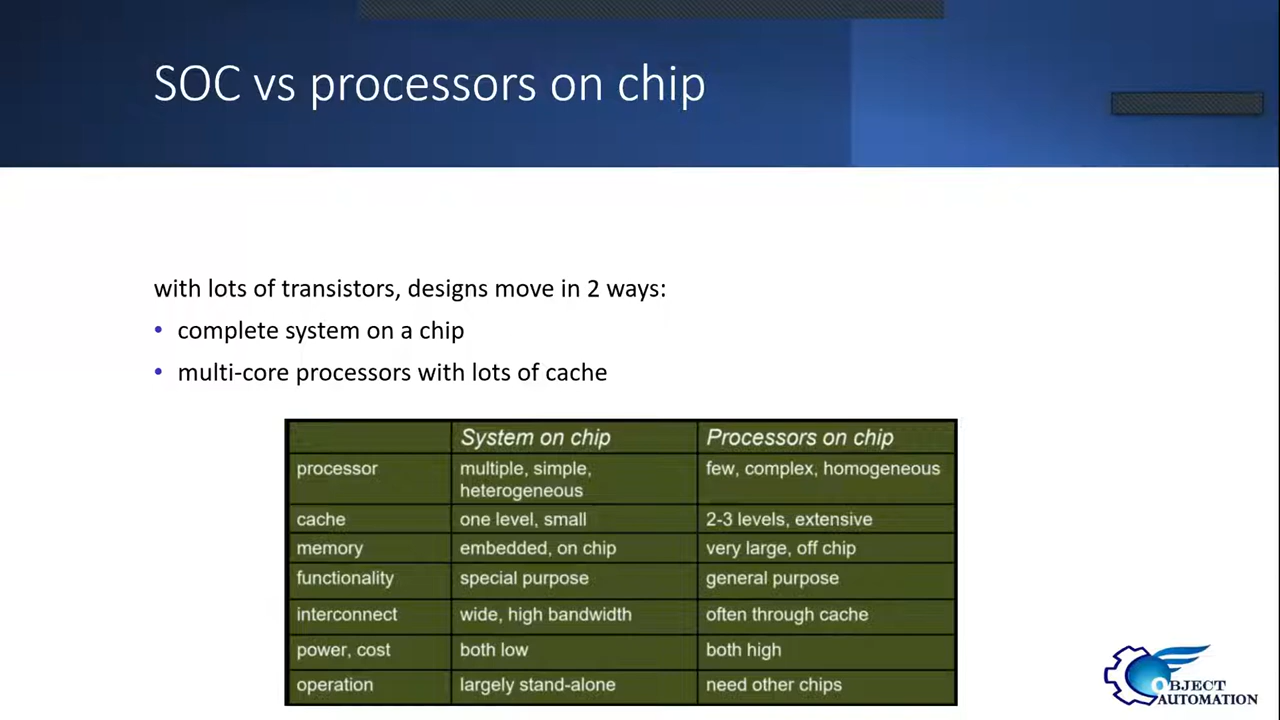 SOC vs processors on chip
with lots of transistors, designs move in 2 ways:
• complete system on a chip
• multi-core processors with lots of cache
System on chip Processors on chip
processor multiple, simple, heterogeneous few, complex, homogeneous
cache one level, small 2-3 levels, extensive
memory embedded, on chip very large, off chip
functionality special purpose general purpose
interconnect wide, high bandwidth often through cache
power, cost both low both high
operation largely stand-alone need other chips
OBJECT
AUTOMATION